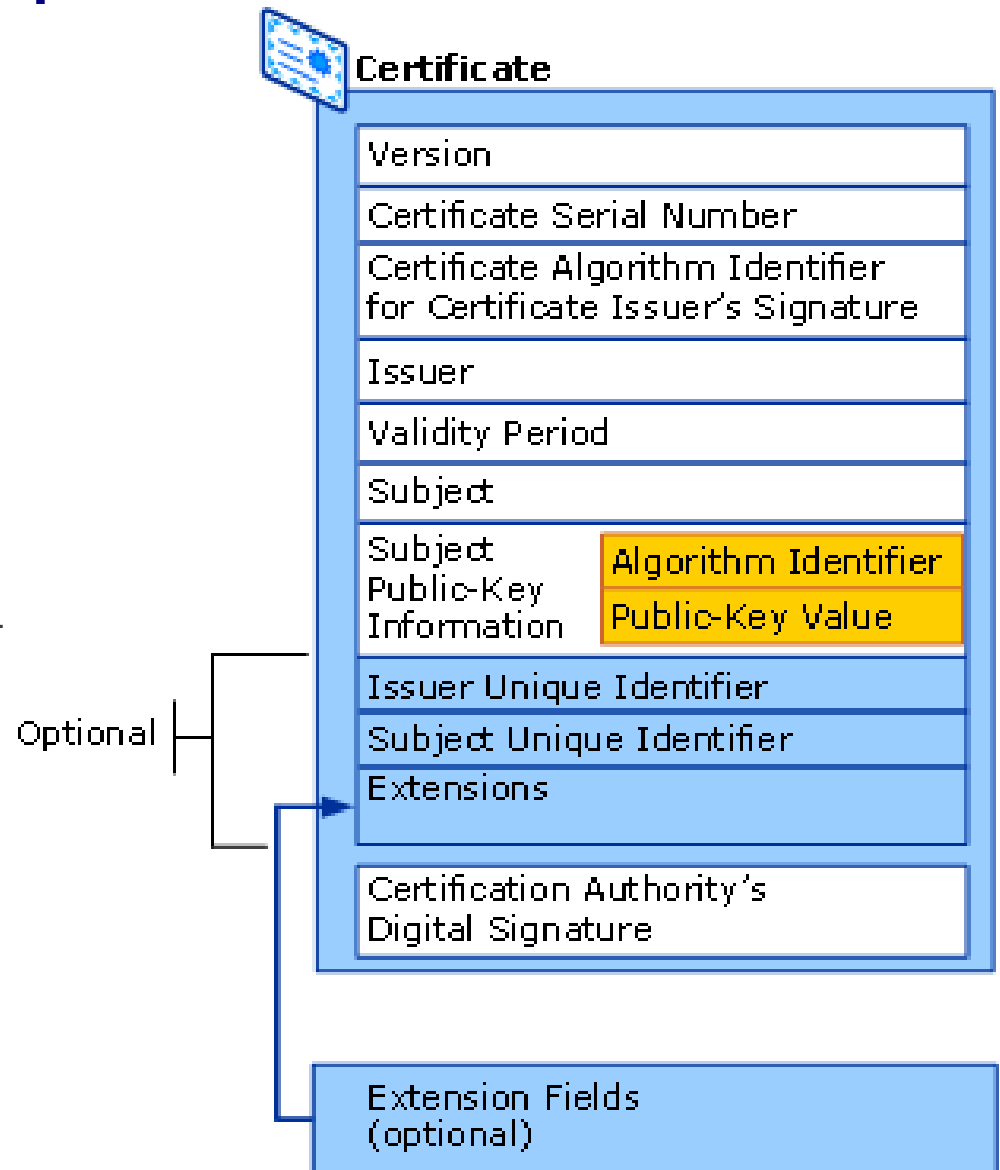 Certificate
Version
Certificate Serial Number
Certificate Algorithm Identifier
for Certificate Issuer's Signature
Issuer
Validity Period
Subject
Subject
Public-Key
Information
Algorithm Identifier
Public-Key Value
Optional
Issuer Unique Identifier
Subject Unique Identifier
Extensions
Certification Authority's
Digital Signature
Extension Fields
(optional)